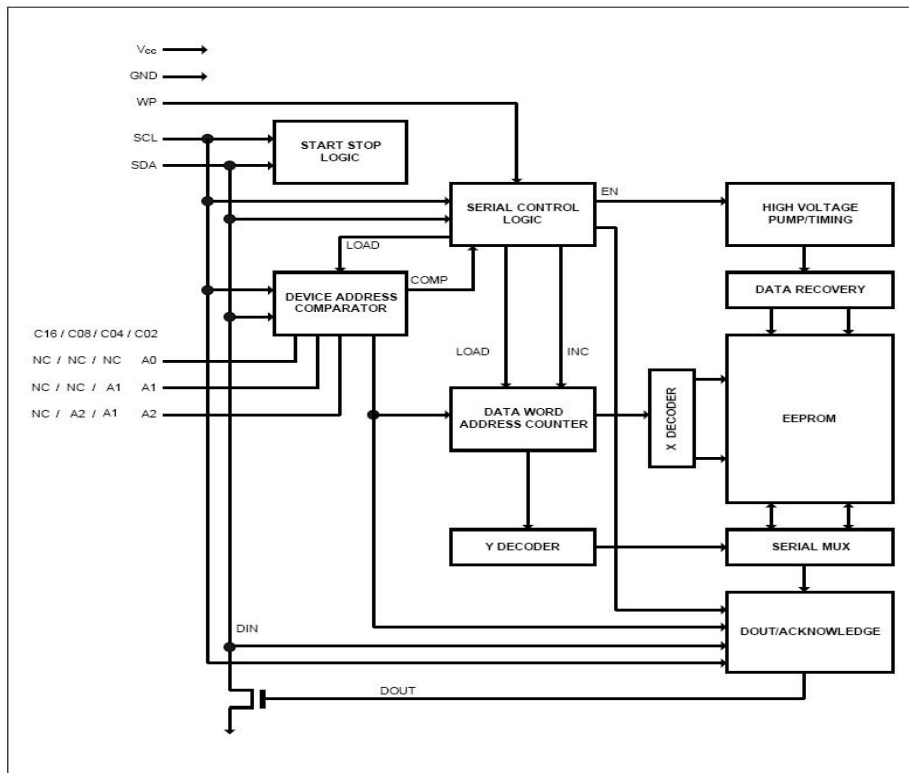 Vcc
GND
WP
SCL
SDA
START STOP
LOGIC
SERIAL CONTROL
LOGIC
EN
HIGH VOLTAGE
PUMP/TIMING
LOAD
COMP
DEVICE ADDRESS
COMPARATOR
DATA RECOVERY
C16 / C08 / C04 / C02
NC / NC / NC A0
NC / NC / A1 A1
NC / A2 / A1 A2
LOAD
INC
DATA WORD
ADDRESS COUNTER
X DECODER
EEPROM
Y DECODER
SERIAL MUX
DIN
DOUT/ACKNOWLEDGE
DOUT